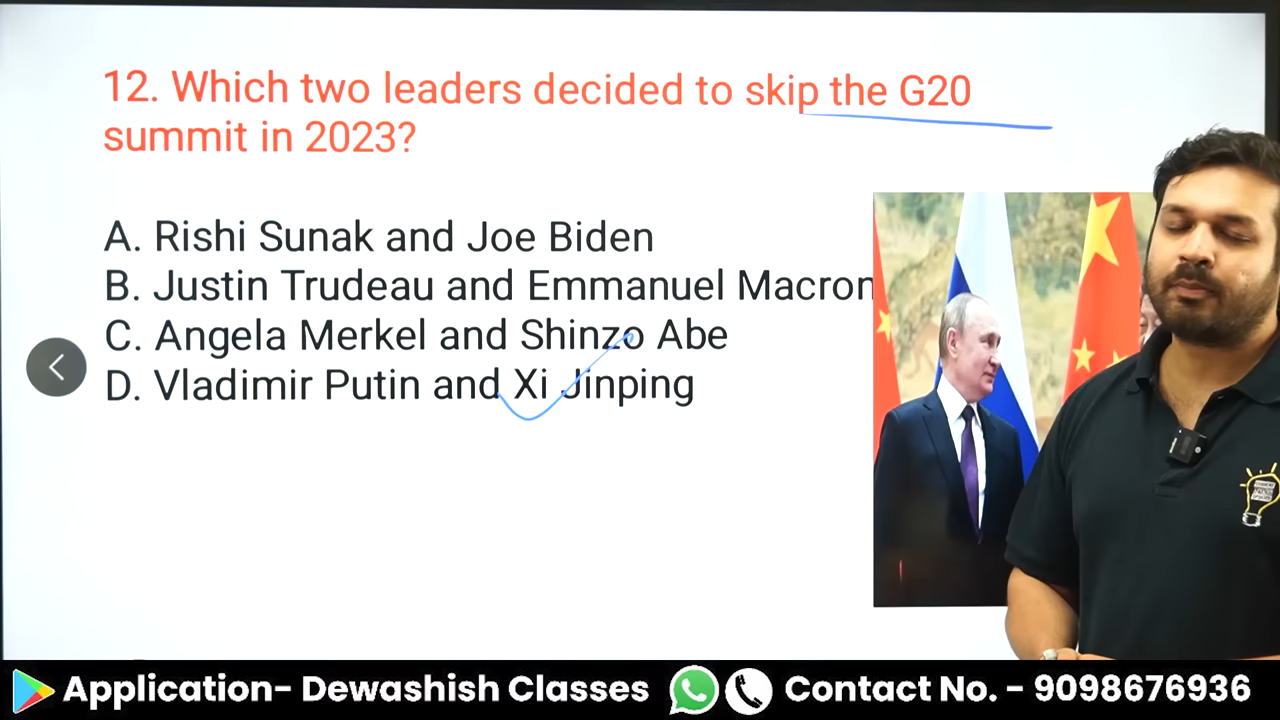 12. Which two leaders decided to skip the G20
summit in 2023?
A. Rishi Sunak and Joe Biden
B. Justin Trudeau and Emmanuel Macron
C. Angela Merkel and Shinzo Abe
D. Vladimir Putin and Xi Jinping
Application- Dewashish Classes
Contact No. - 9098676936